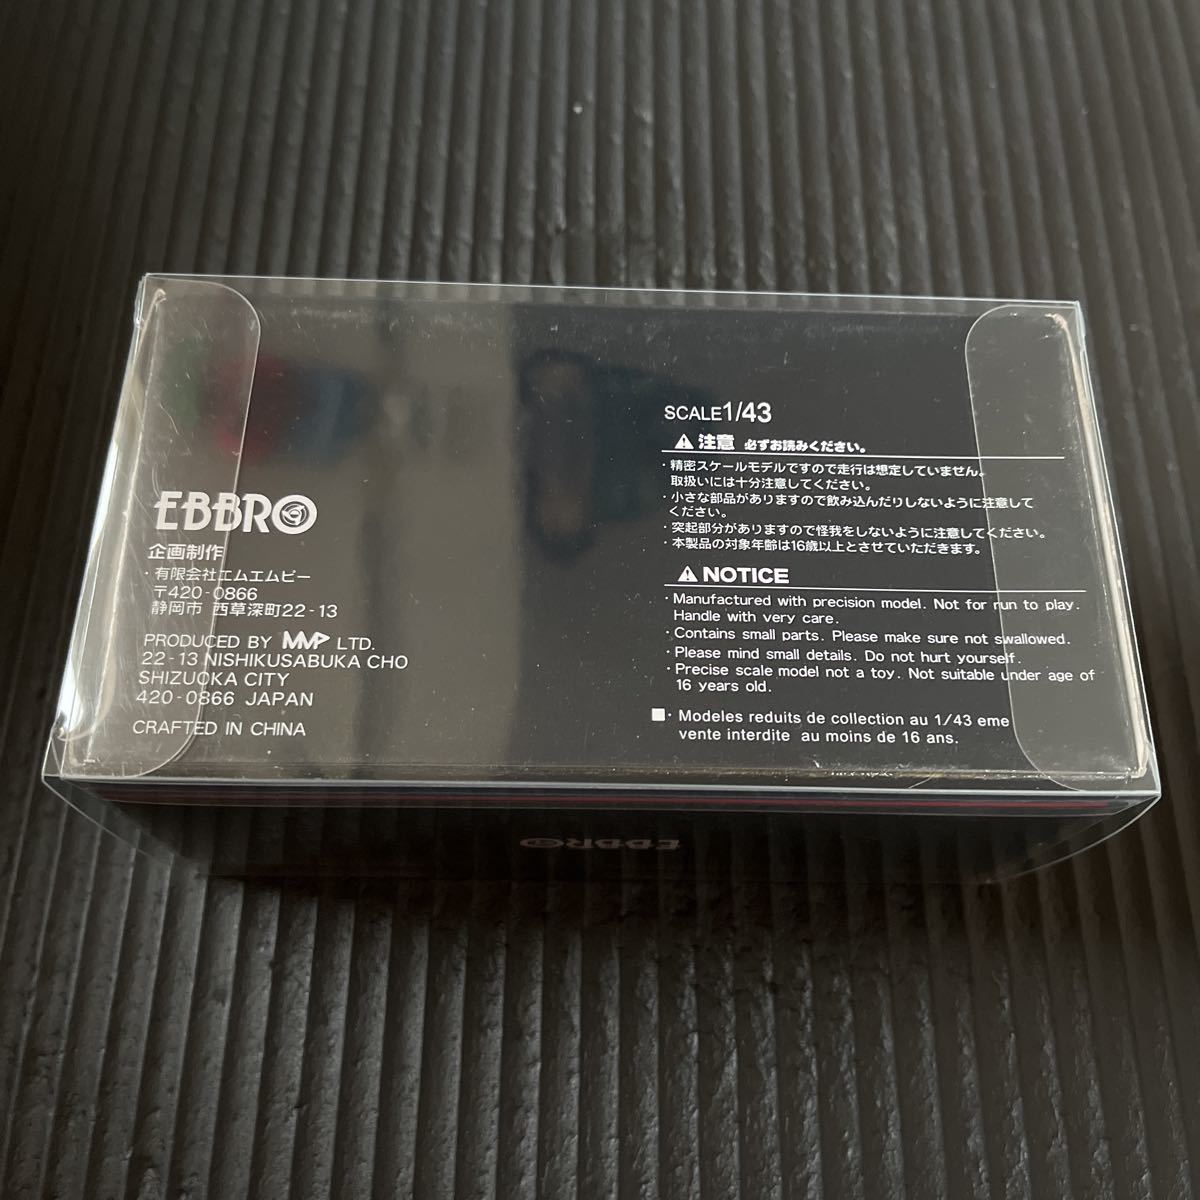 EBBRO
企画制作
・有限会社エムエムピー
〒420-0866
静岡市 西草深町22-13
PRODUCED BY MMP LTD.
22-13 NISHIKUSABUKA CHO
SHIZUOKA CITY
420-0866 JAPAN
CRAFTED IN CHINA
SCALE1/43
注意 必ずお読みください。
・精密スケールモデルですので走行は想定していません。
取扱いには十分注意してください。
・小さな部品がありますので飲み込んだりしないように注意して
ください。
・突起部分がありますので怪我をしないように注意してください。
・本製品の対象年齢は16歳以上とさせていただきます。
NOTICE
・Manufactured with precision model. Not for run to play.
Handle with very care.
・Contains small parts. Please make sure not swallowed.
・Please mind small details. Do not hurt yourself.
・Precise scale model not a toy. Not suitable under age of
16 years old.
■・Modeles reduits de collection au 1/43 eme
vente interdite au moins de 16 ans.
EBBRO